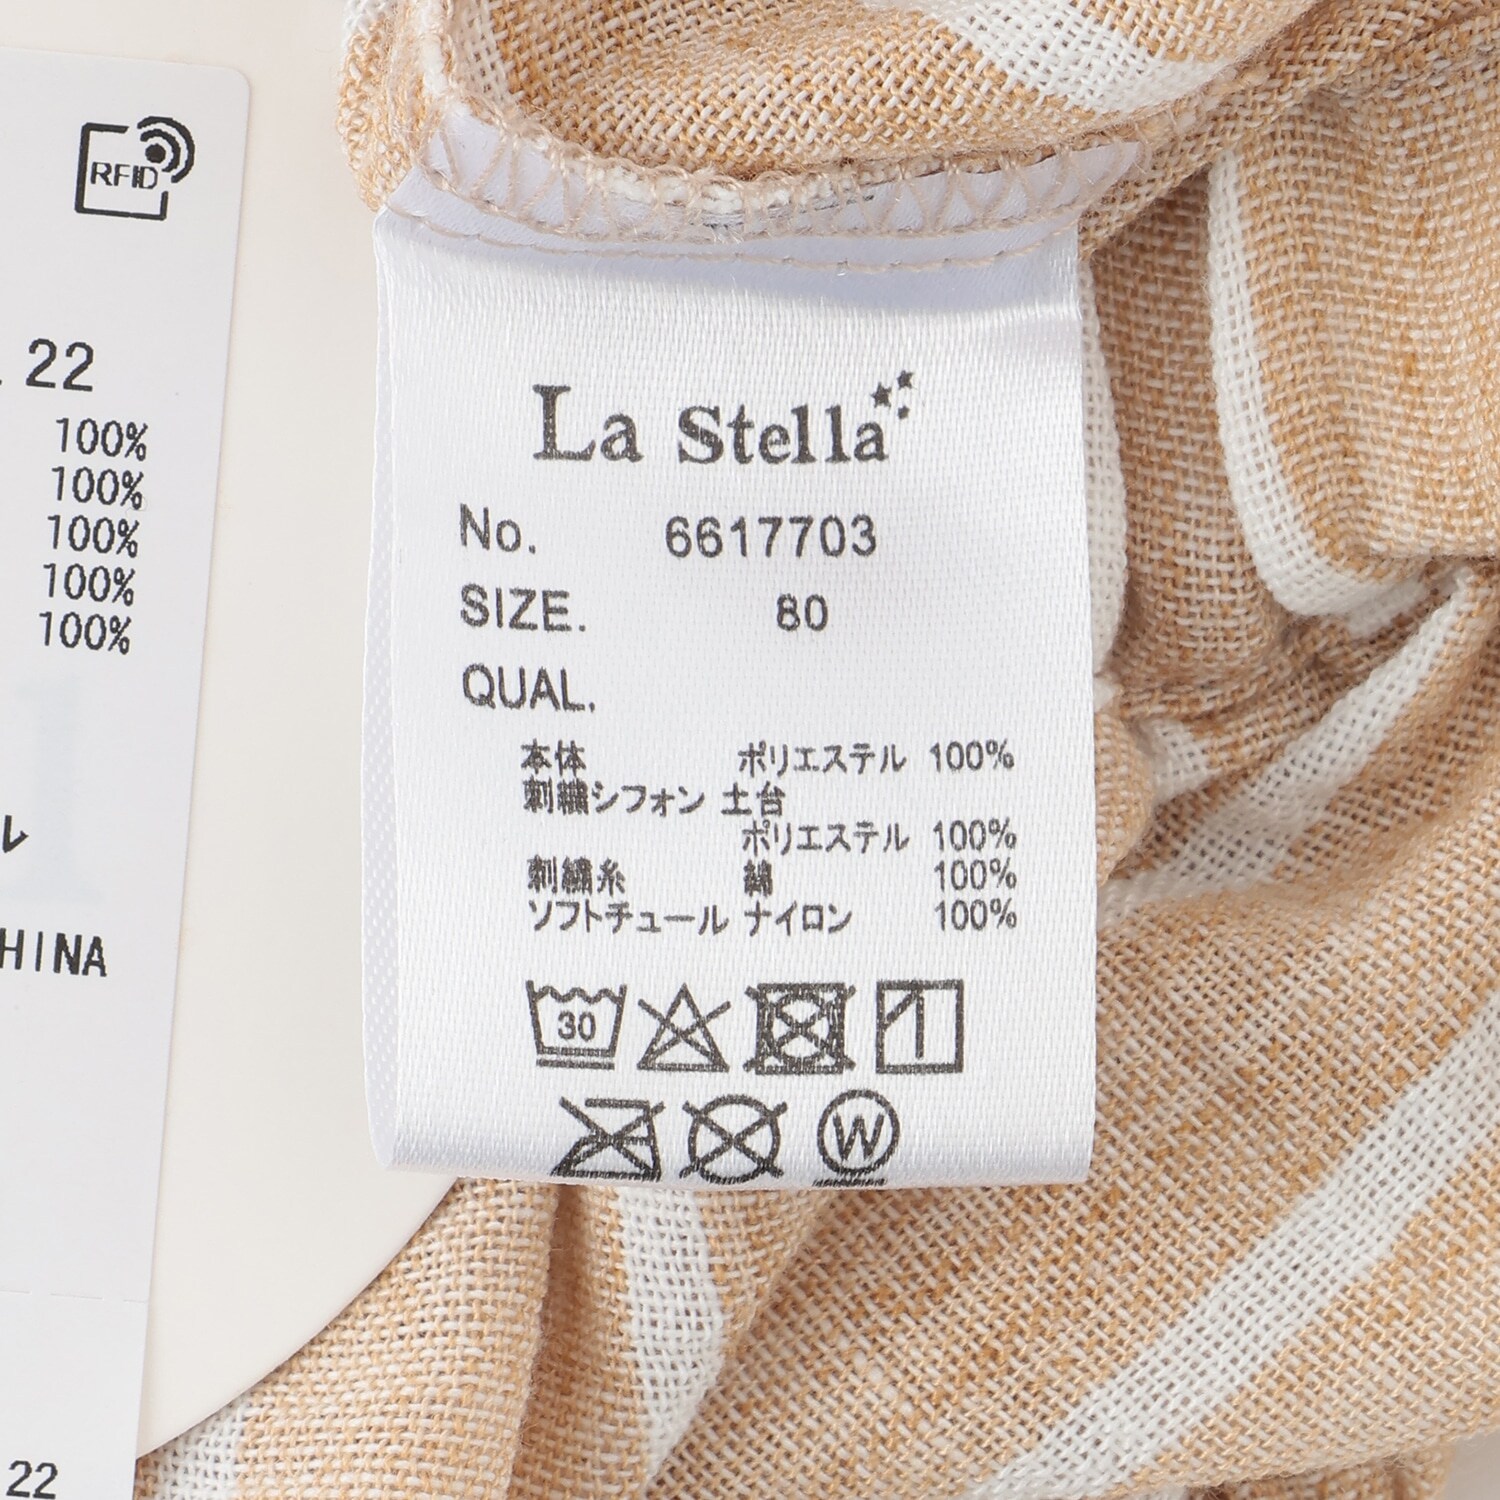 RFID
22
100%
100%
100%
100%
100%
ル
HINA
22
La Stella
No. 6617703
SIZE. 80
QUAL.
本体 ポリエステル 100%
刺繍シフォン 土台
ポリエステル 100%
刺繍糸 綿 100%
ソフトチュール ナイロン 100%
30
W